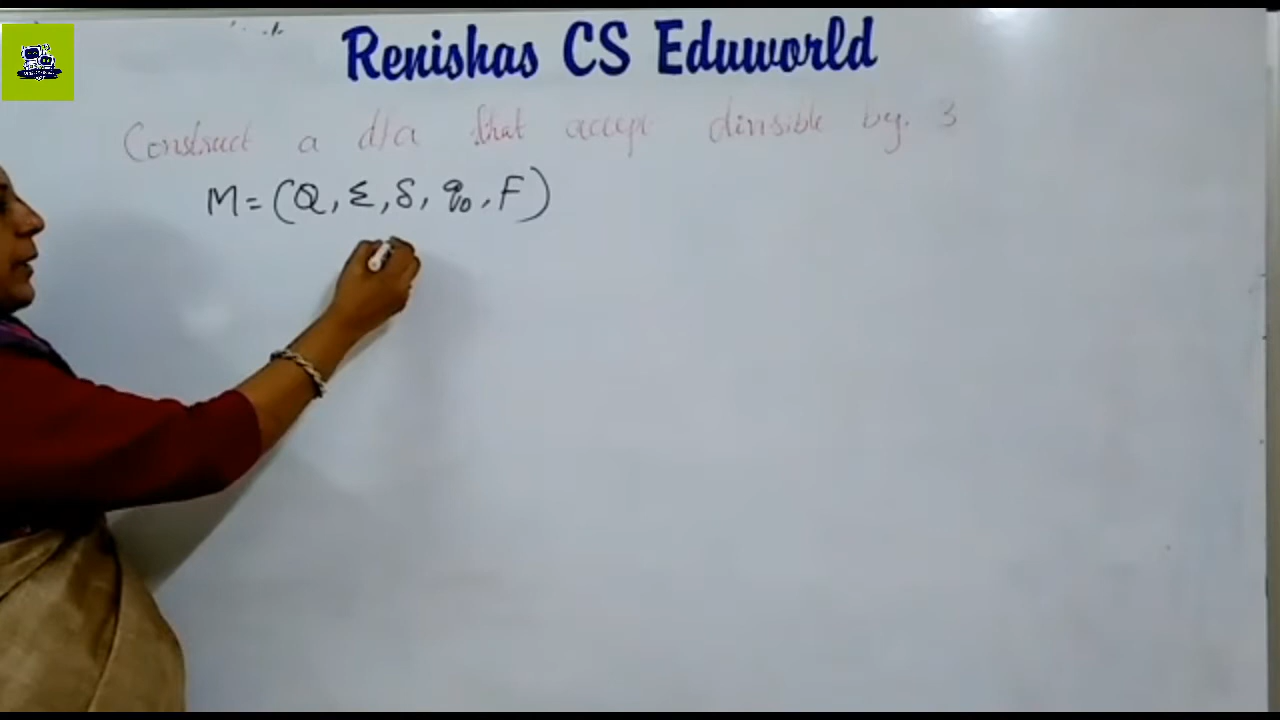 Renishas CS Eduworld
Construct a dfa that accept divisible by. 3
M = (Q, Σ, δ, q₀, F)